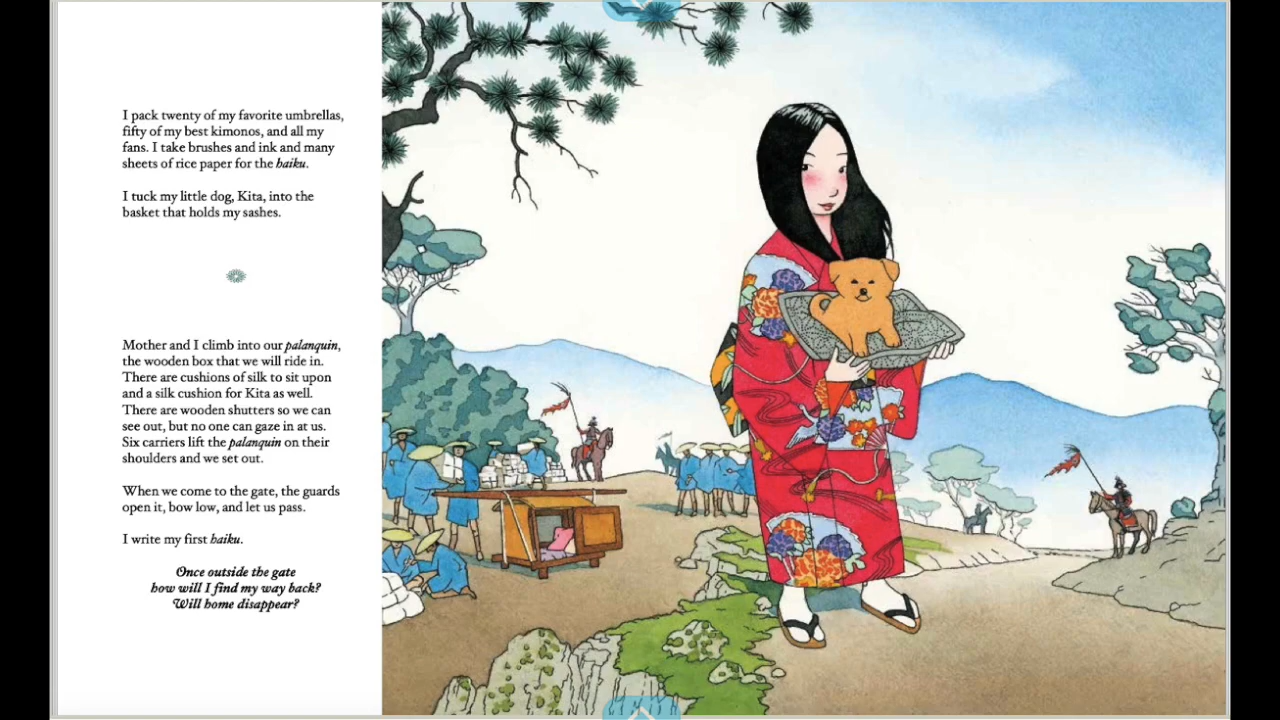 I pack twenty of my favorite umbrellas,
fifty of my best kimonos, and all my
fans. I take brushes and ink and many
sheets of rice paper for the haiku.
I tuck my little dog, Kita, into the
basket that holds my sashes.
Mother and I climb into our palanquin,
the wooden box that we will ride in.
There are cushions of silk to sit upon
and a silk cushion for Kita as well.
There are wooden shutters so we can
see out, but no one can gaze in at us.
Six carriers lift the palanquin on their
shoulders and we set out.
When we come to the gate, the guards
open it, bow low, and let us pass.
I write my first haiku.
Once outside the gate
how will I find my way back?
Will home disappear?